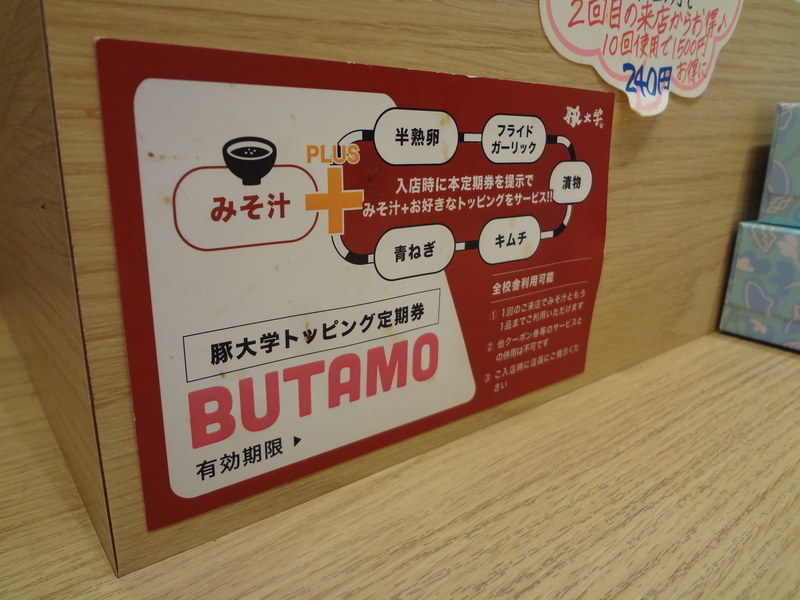 2回目の来店からお得♪
10回使用で1500円
お得に
240円
豚大学
半熟卵
フライド
ガーリック
漬物
PLUS
+
みそ汁
入店時に本定期券を提示で
みそ汁+お好きなトッピングをサービス!!
青ねぎ
キムチ
豚大学トッピング定期券
BUTAMO
有効期限 ▶
全校舎利用可能
① 1回のご来店でみそ汁ともう
1品までご利用いただけます
② 他クーポン券等のサービスと
の併用は不可です
③ ご入店時に店員にご掲示くだ
さい